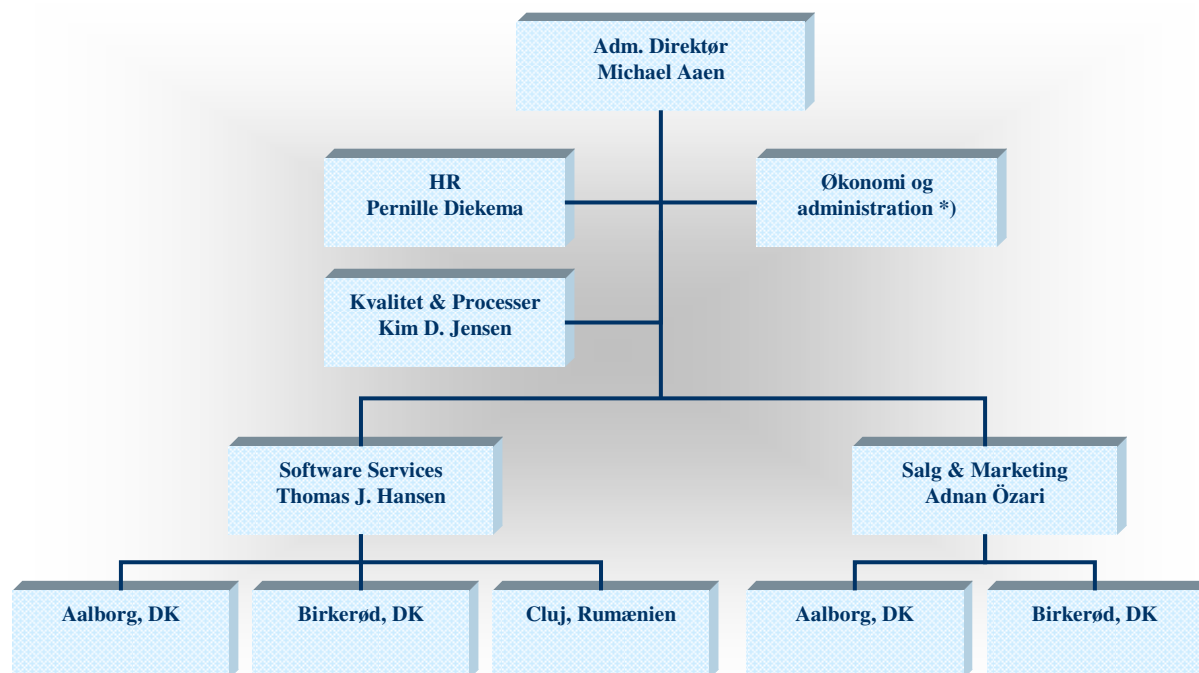 Adm. Direktør
Michael Aaen
HR
Pernille Diekema
Økonomi og
administration *)
Kvalitet & Processer
Kim D. Jensen
Software Services
Thomas J. Hansen
Salg & Marketing
Adnan Özari
Aalborg, DK
Birkerød, DK
Cluj, Rumænien
Aalborg, DK
Birkerød, DK